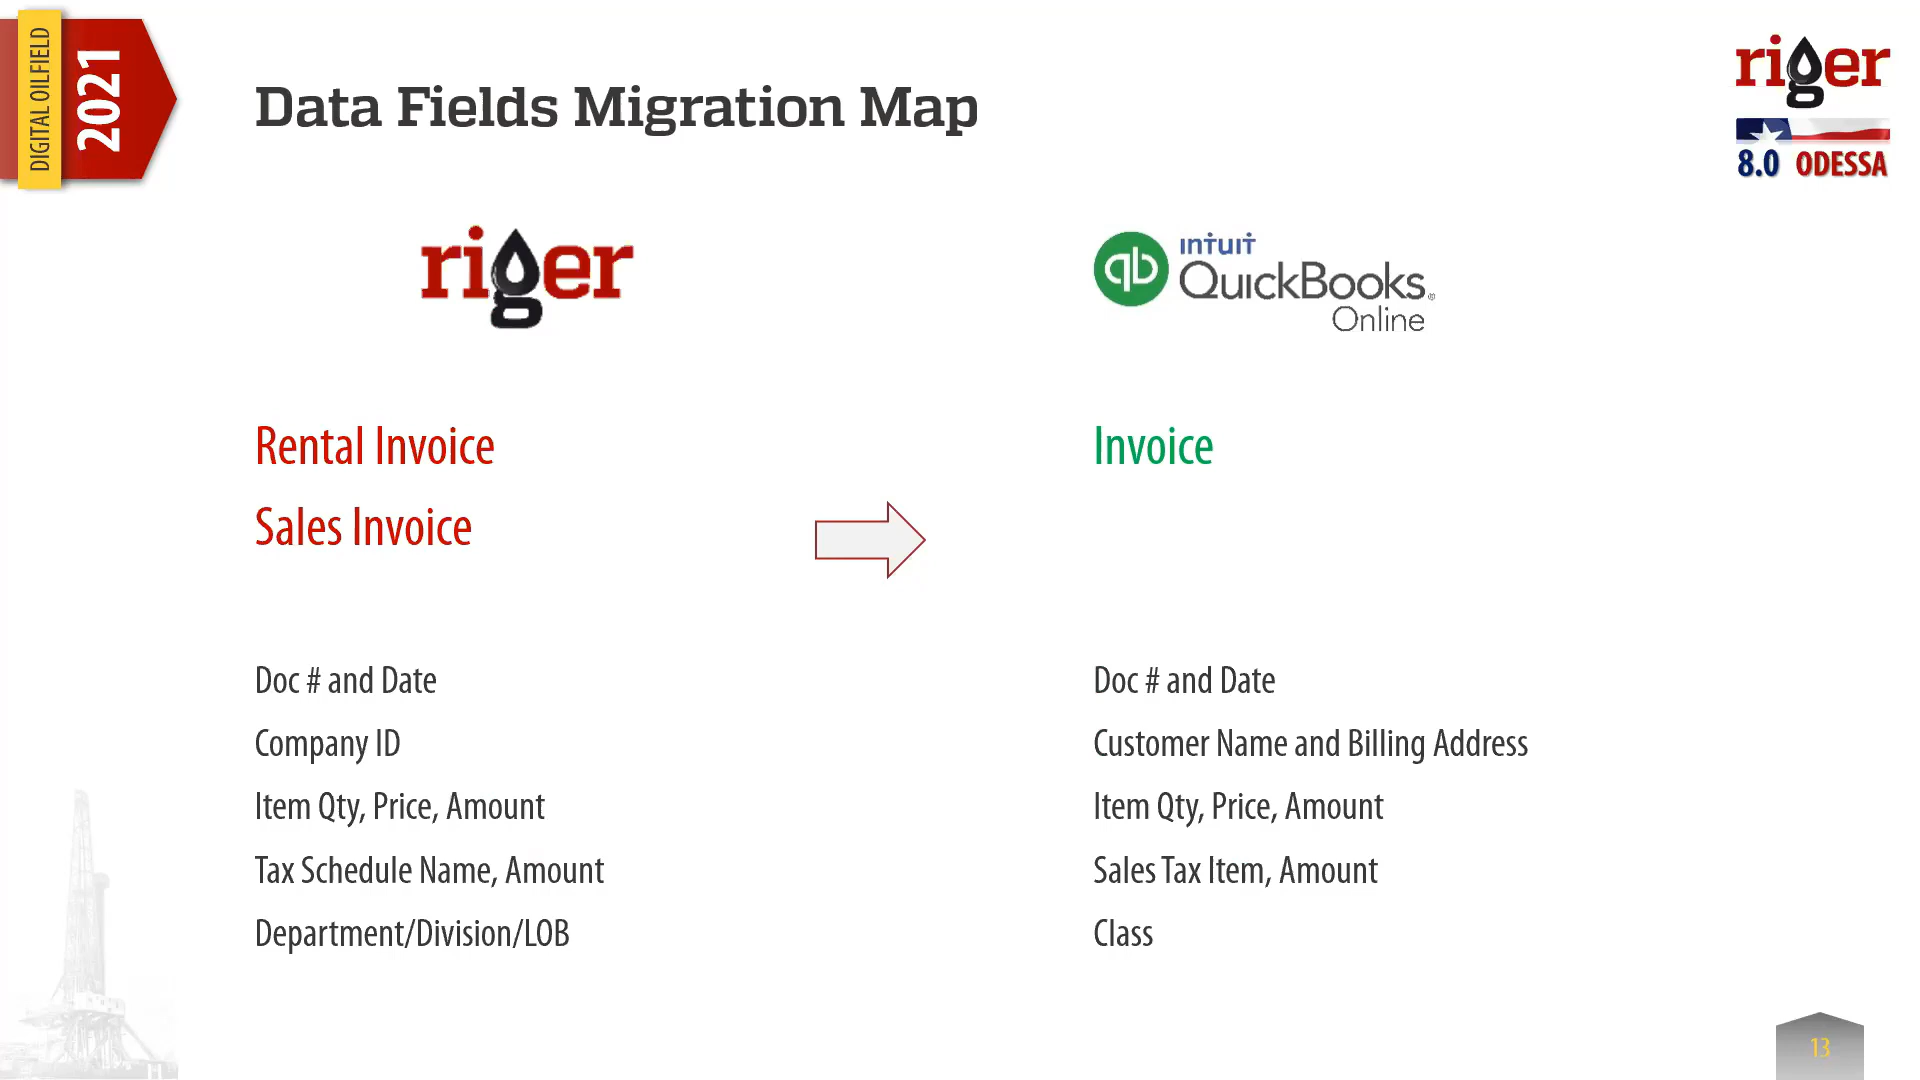 DIGITAL OILFIELD
2021
Data Fields Migration Map
riger
8.0 ODESSA
riger
qb
intuit
QuickBooks®
Online
Rental Invoice
Invoice
Sales Invoice
Doc # and Date
Doc # and Date
Company ID
Customer Name and Billing Address
Item Qty, Price, Amount
Item Qty, Price, Amount
Tax Schedule Name, Amount
Sales Tax Item, Amount
Department/Division/LOB
Class
13